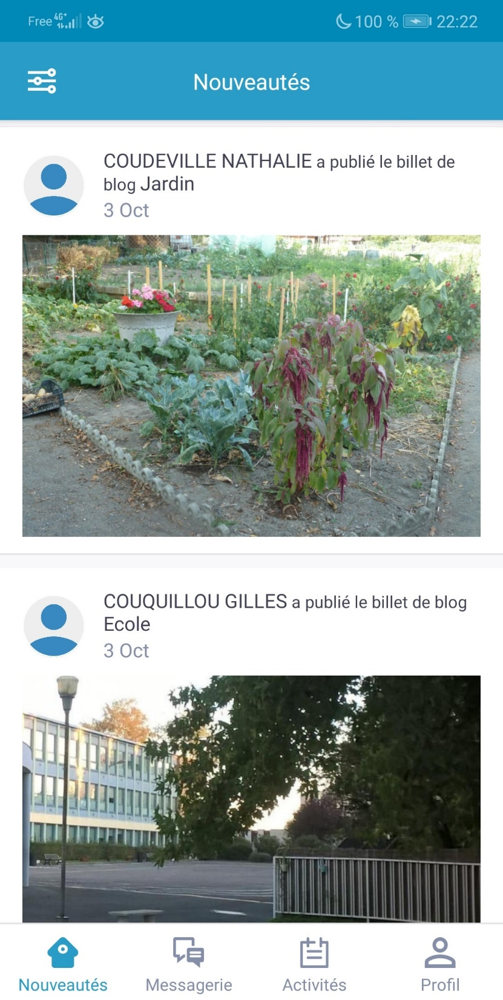 Free 4G+ 100 % 22:22
Nouveautés
COUDEVILLE NATHALIE a publié le billet de
blog Jardin
3 Oct
COUQUILLOU GILLES a publié le billet de blog
Ecole
3 Oct
Nouveautés Messagerie Activités Profil